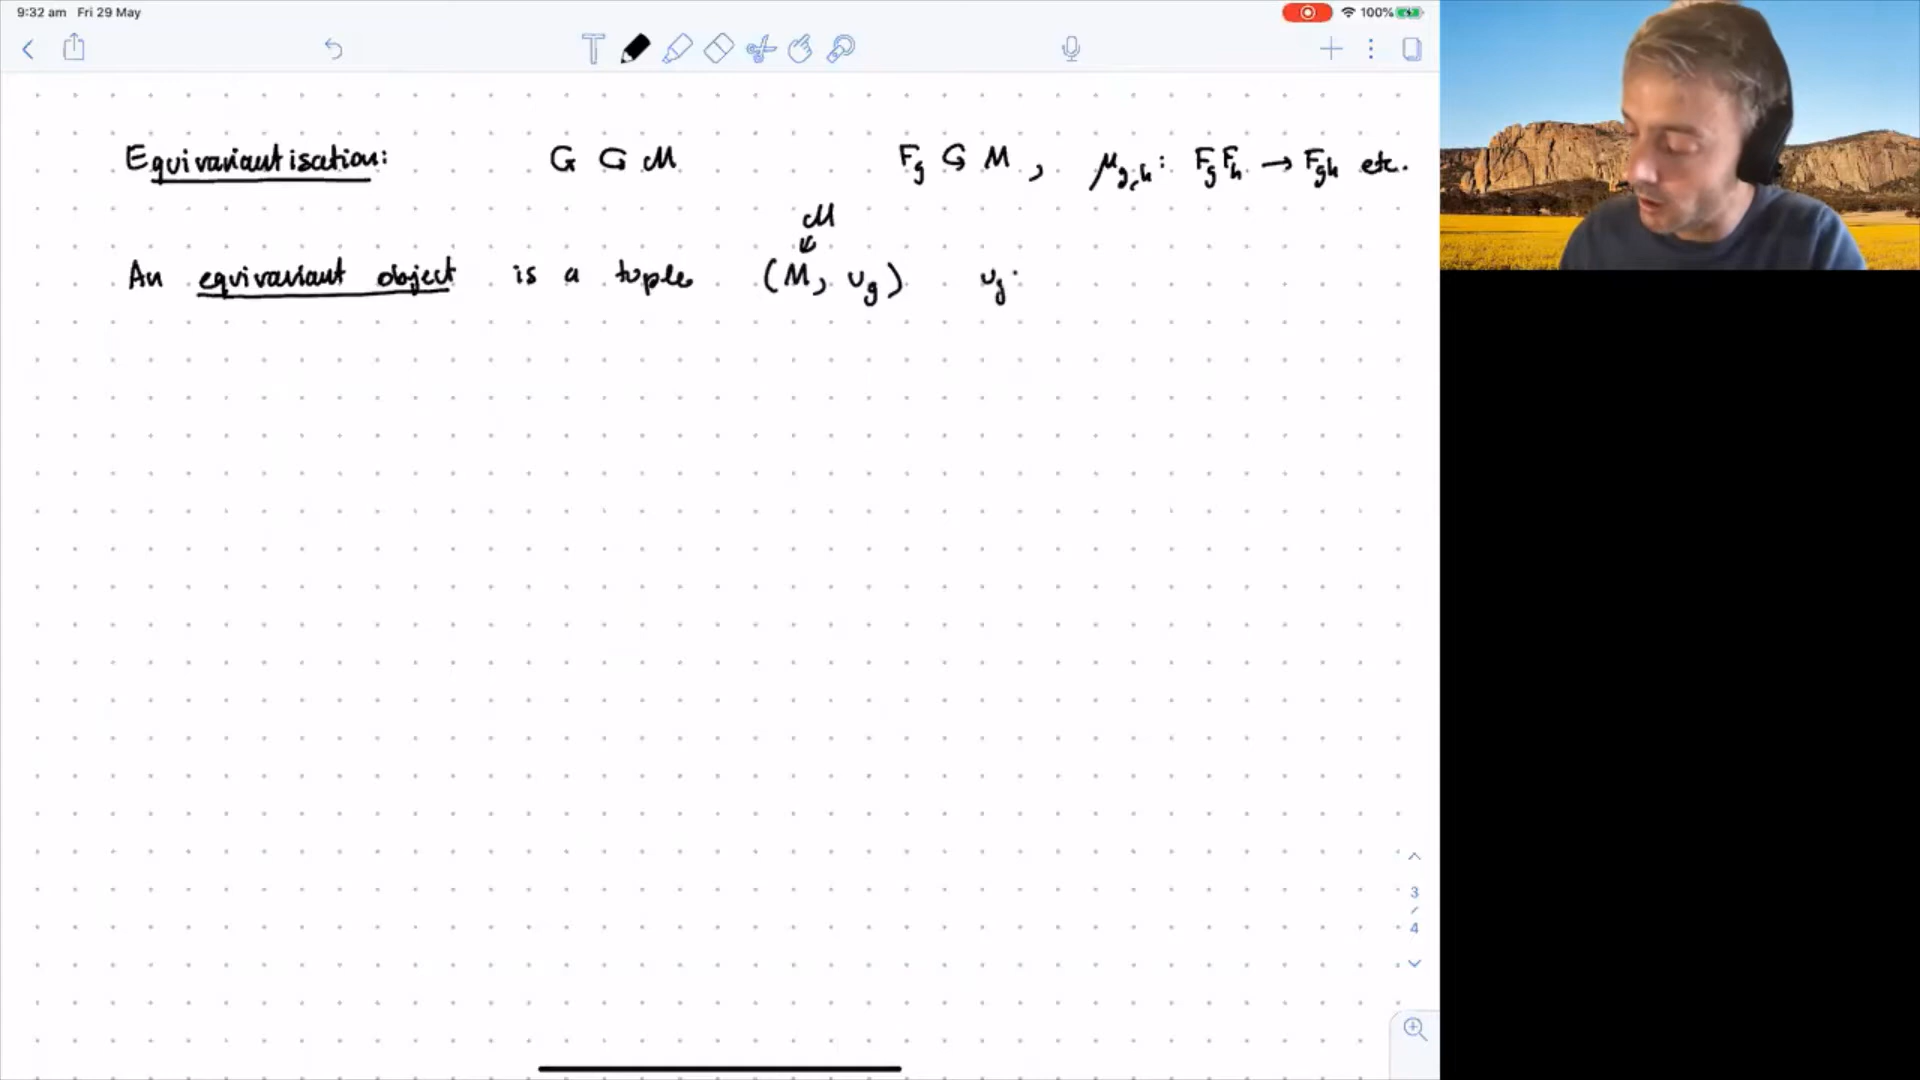 9:32 am Fri 29 May 100%
Equivariantisation: G G M F_g G M, μ_{g,h}: F_g F_h → F_{gh} etc.
M
An equivariant object is a tuple (M, u_g) u_g:
3
/
4